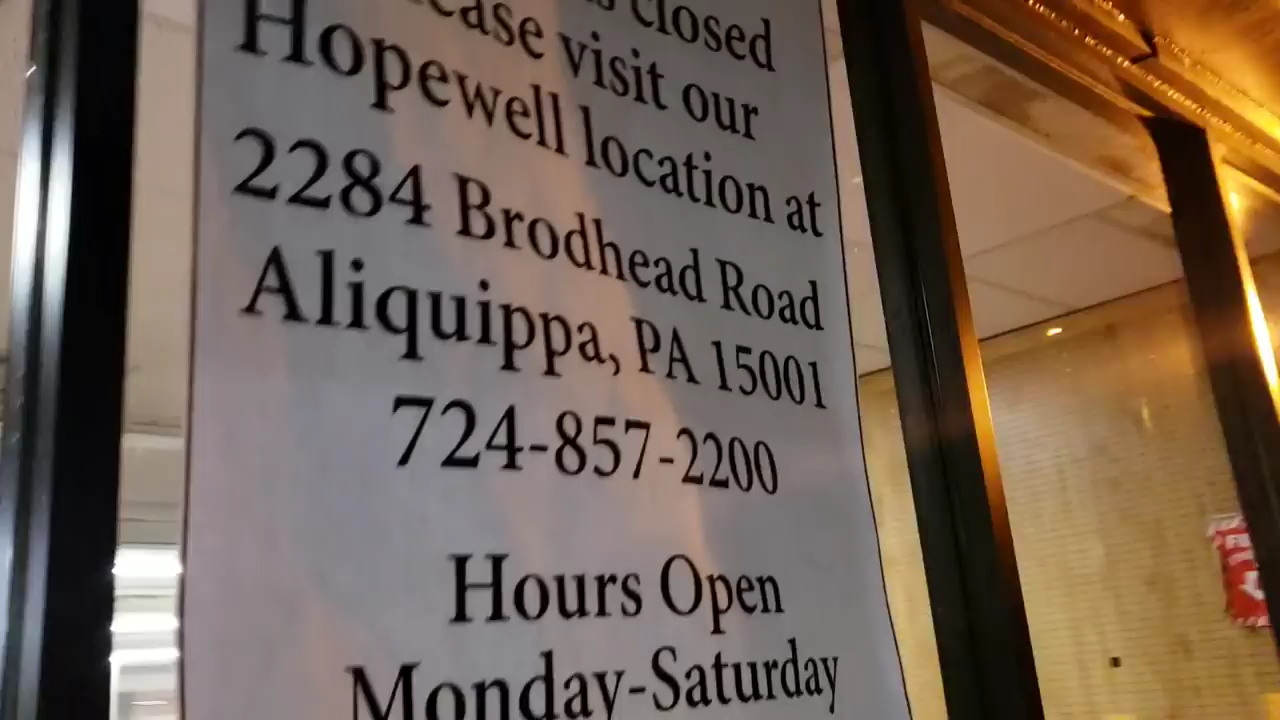 closed
visit our
Hopewell location at
2284 Brodhead Road
Aliquippa, PA 15001
724-857-2200
Hours Open
Monday-Saturday